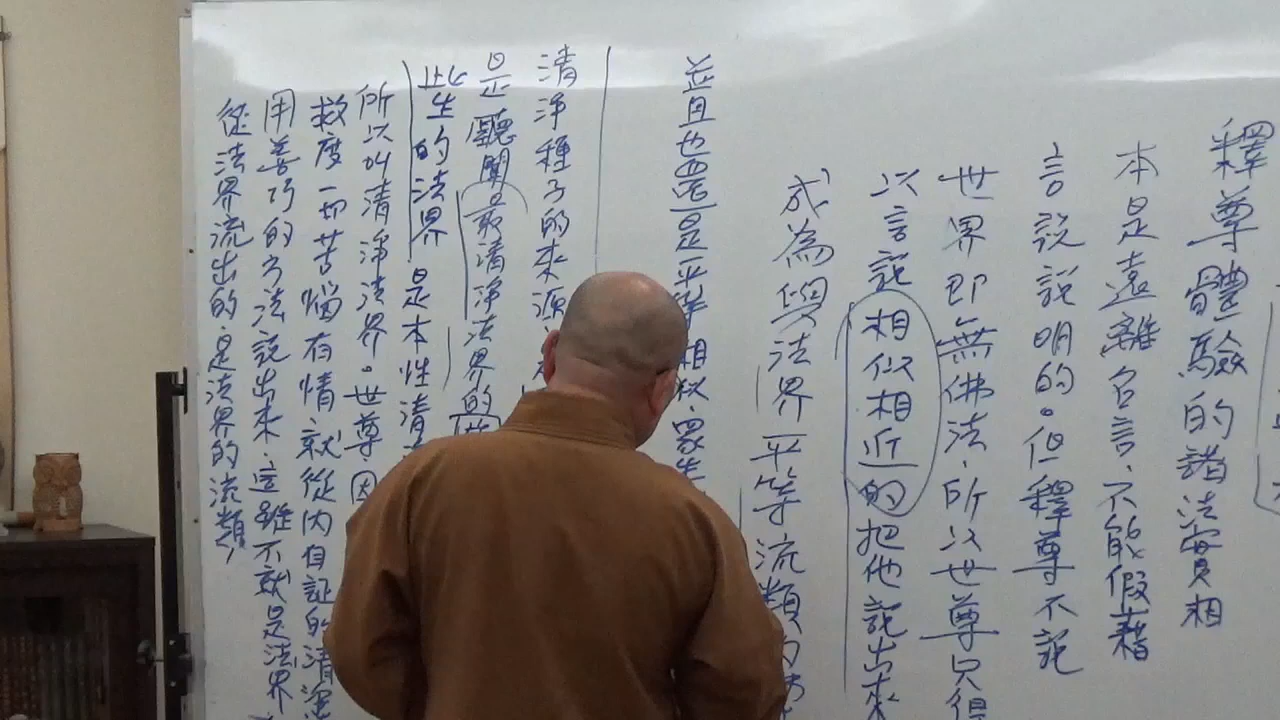 釋尊體驗的諸法實相
本是遠離名言、不能假藉
言說說明的。但釋尊不說
世界即無佛法、所以世尊只得
以言說相似相近的把他說出來
成為與法界平等流類的
並且也還是平等相似、眾生
清淨種子的來源
是聽聞最清淨法界的
此生的法界 是本性清
所以叫清淨法界。世尊、因
救度一切苦惱有情、就從內自証的清淨
用善巧的方法說出來、這雖不就是法界
從法界流出的、是法界的流類,